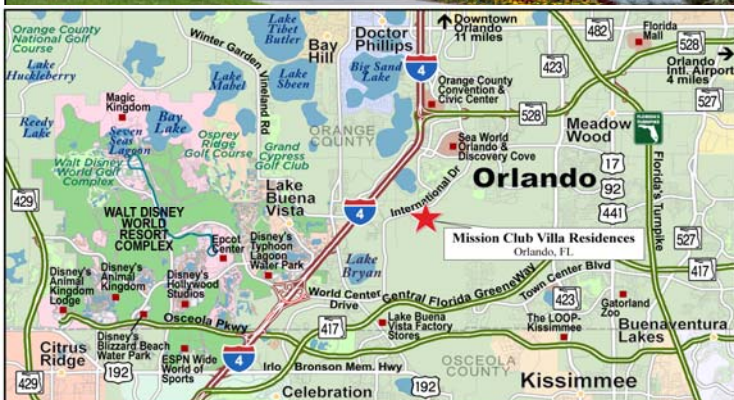 Orange County
National Golf
Course
Lake
Huckleberry
Reedy
Lake
Winter Garden
Vineland Rd
Lake
Tibet
Butler
Bay
Hill
Lake
Mabel
Lake
Sheen
Doctor
Phillips
Big Sand
Lake
Downtown
Orlando
11 miles
4
482
Florida
Mall
528
423
Orlando
Intl. Airport
4 miles
527
Orange County
Convention &
Civic Center
528
Meadow
Wood
FLORIDA'S
TURNPIKE
Magic
Kingdom
Seven
Seas
Lagoon
Bay
Lake
Osprey
Ridge
Golf Course
ORANGE
COUNTY
Grand
Cypress
Golf Club
Walt Disney
World Golf
Complex
Sea World
Orlando &
Discovery Cove
International Dr
Orlando
17
92
441
Florida's Turnpike
429
Lake
Buena
Vista
4
WALT DISNEY
WORLD
RESORT
COMPLEX
Epcot
Center
Disney's
Typhoon
Lagoon
Water Park
Lake
Bryan
Mission Club Villa Residences
Orlando, FL
527
417
Disney's
Animal
Kingdom
Lodge
Disney's
Animal
Kingdom
Disney's
Hollywood
Studios
World Center
Drive
Central Florida GreeneWay
Town Center Blvd
423
Gatorland
Zoo
Osceola Pkwy
417
Lake Buena
Vista Factory
Stores
The LOOP-
Kissimmee
Buenaventura
Lakes
Citrus
Ridge
Disney's
Blizzard Beach
Water Park
192
ESPN Wide
World of
Sports
4
Irlo Bronson Mem. Hwy
OSCEOLA
COUNTY
429
Celebration
192
Kissimmee